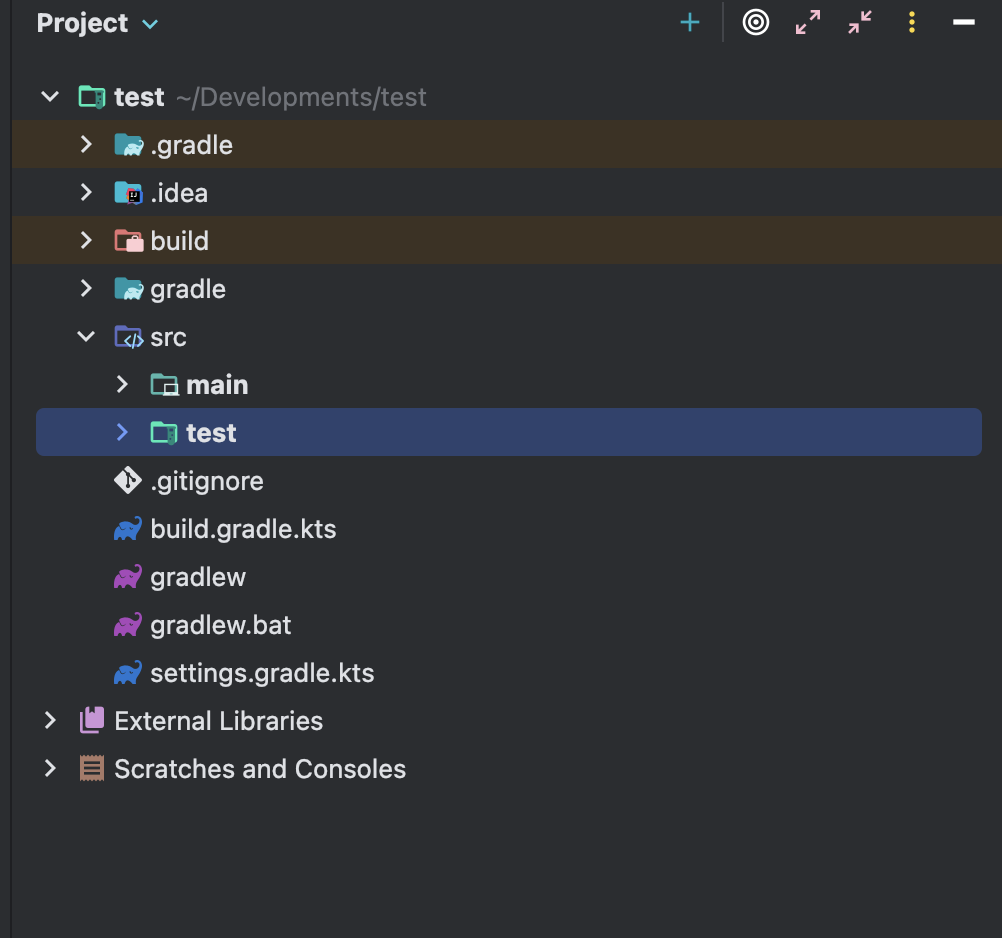 Project
test ~/Developments/test
.gradle
.idea
build
gradle
src
main
test
.gitignore
build.gradle.kts
gradlew
gradlew.bat
settings.gradle.kts
External Libraries
Scratches and Consoles